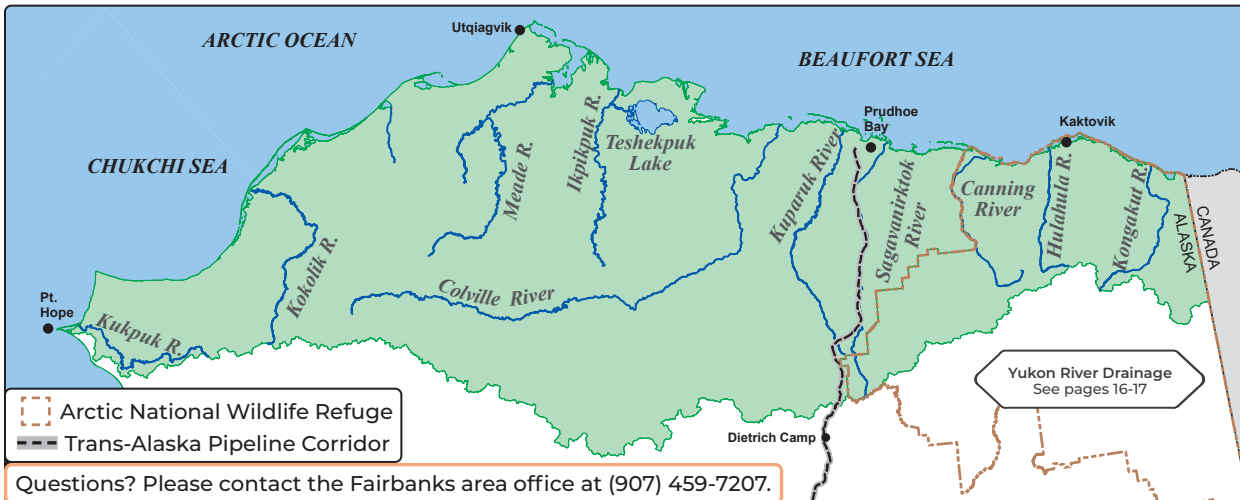 ARCTIC OCEAN
Utqiagvik
BEAUFORT SEA
CHUKCHI SEA
Prudhoe
Bay
Kaktovik
Meade R.
Ikpikpuk R.
Teshekpuk
Lake
Kuparuk River
Sagavanirktok
River
Canning
River
Hulahula R.
Kongakut R.
ALASKA
CANADA
Kokolik R.
Colville River
Pt.
Hope
Kukpuk R.
Yukon River Drainage
See pages 16-17
Arctic National Wildlife Refuge
Trans-Alaska Pipeline Corridor
Dietrich Camp
Questions? Please contact the Fairbanks area office at (907) 459-7207.